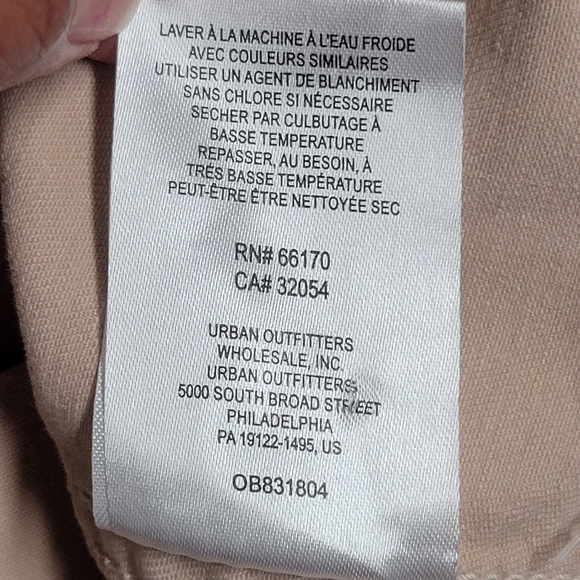 LAVER À LA MACHINE À L'EAU FROIDE
AVEC COULEURS SIMILAIRES
UTILISER UN AGENT DE BLANCHIMENT
SANS CHLORE SI NÉCESSAIRE
SECHER PAR CULBUTAGE À
BASSE TEMPERATURE
REPASSER, AU BESOIN, À
TRÉS BASSE TEMPÉRATURE
PEUT-ÊTRE ÊTRE NETTOYÉE SEC
RN# 66170
CA# 32054
URBAN OUTFITTERS
WHOLESALE, INC.
URBAN OUTFITTERS
5000 SOUTH BROAD STREET
PHILADELPHIA
PA 19122-1495, US
OB831804